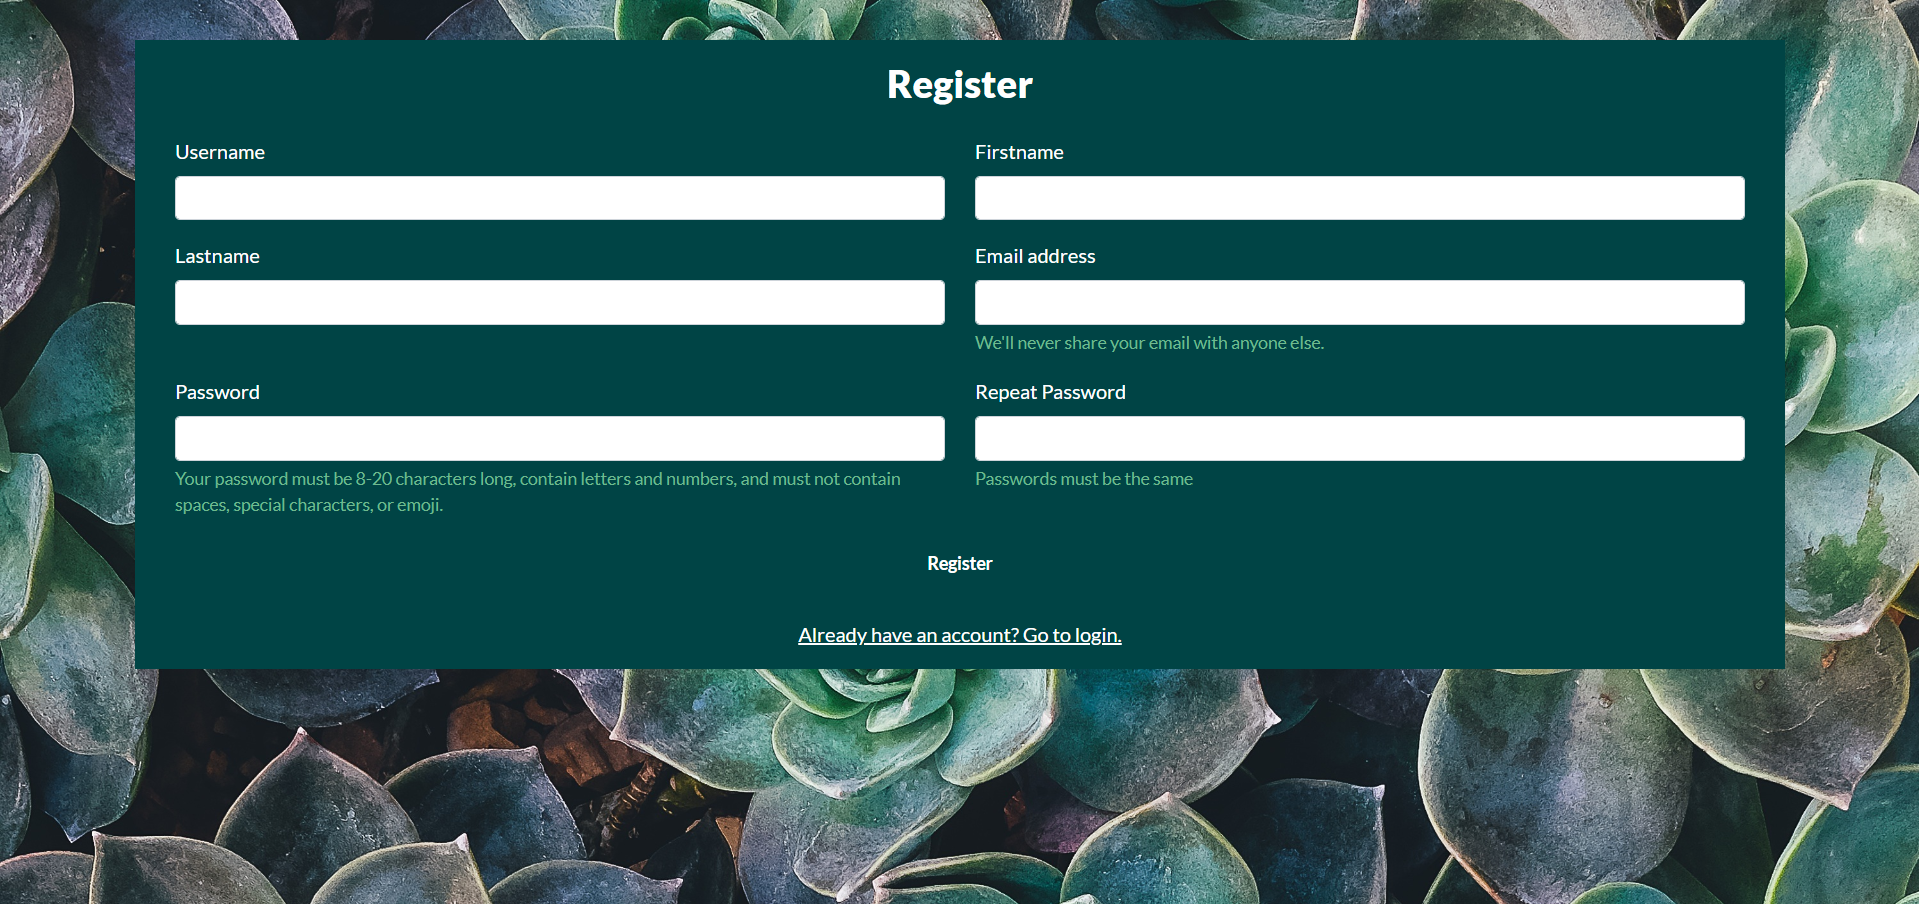 Register
Username
Firstname
Lastname
Email address
We'll never share your email with anyone else.
Password
Repeat Password
Your password must be 8-20 characters long, contain letters and numbers, and must not contain
spaces, special characters, or emoji.
Passwords must be the same
Register
Already have an account? Go to login.